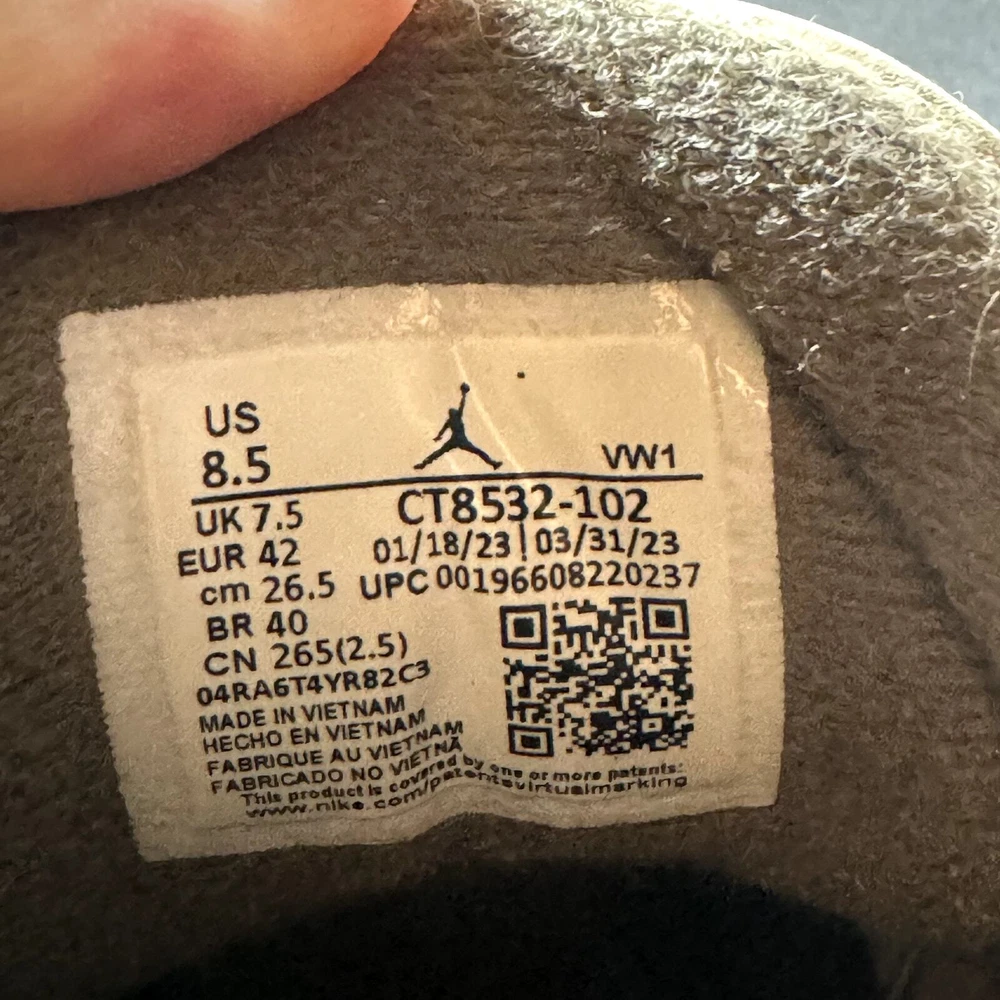 US
8.5
VW1
UK 7.5
CT8532-102
EUR 42
01/18/23 | 03/31/23
cm 26.5
UPC 00196608220237
BR 40
CN 265(2.5)
04RA6T4YR82C3
MADE IN VIETNAM
HECHO EN VIETNAM
FABRIQUE AU VIETNAM
FABRICADO NO VIETNÃ
This product is covered by one or more patents:
www.nike.com/patentsvirtualmarking